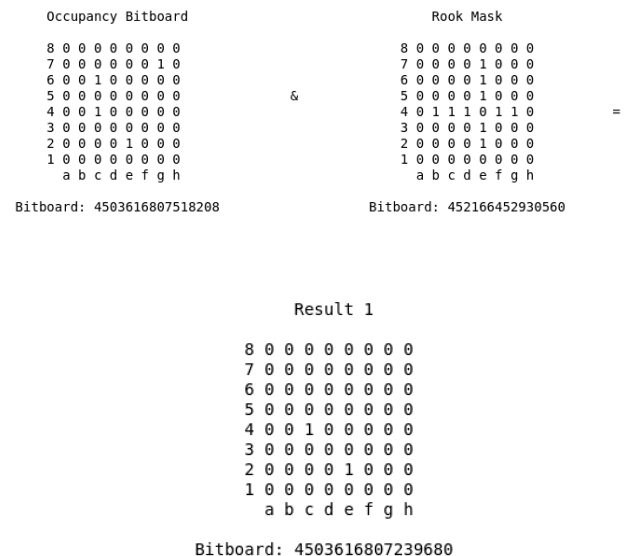 Occupancy Bitboard Rook Mask
8 0 0 0 0 0 0 0 0 8 0 0 0 0 0 0 0 0
7 0 0 0 0 0 0 1 0 7 0 0 0 0 1 0 0 0
6 0 0 1 0 0 0 0 0 6 0 0 0 0 1 0 0 0
5 0 0 0 0 0 0 0 0 & 5 0 0 0 0 1 0 0 0
4 0 0 1 0 0 0 0 0 4 0 1 1 1 0 1 1 0 =
3 0 0 0 0 0 0 0 0 3 0 0 0 0 1 0 0 0
2 0 0 0 0 1 0 0 0 2 0 0 0 0 1 0 0 0
1 0 0 0 0 0 0 0 0 1 0 0 0 0 0 0 0 0
a b c d e f g h a b c d e f g h
Bitboard: 4503616807518208 Bitboard: 452166452930560
Result 1
8 0 0 0 0 0 0 0 0
7 0 0 0 0 0 0 0 0
6 0 0 0 0 0 0 0 0
5 0 0 0 0 0 0 0 0
4 0 0 1 0 0 0 0 0
3 0 0 0 0 0 0 0 0
2 0 0 0 0 1 0 0 0
1 0 0 0 0 0 0 0 0
a b c d e f g h
Bitboard: 4503616807239680